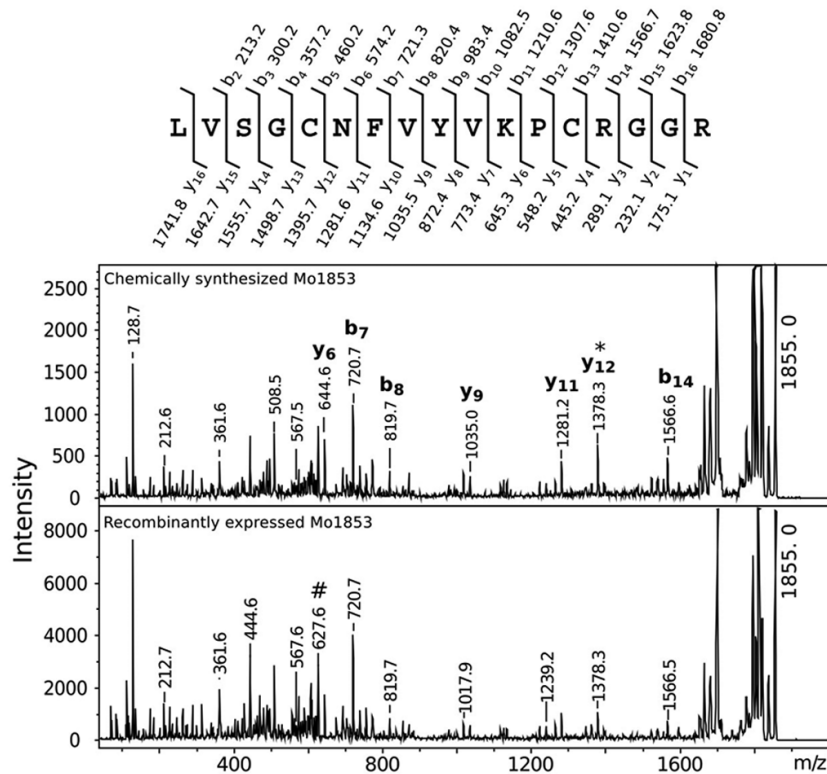 b2 213.2
b3 300.2
b4 357.2
b5 460.2
b6 574.2
b7 721.3
b8 820.4
b9 983.4
b10 1082.5
b11 1210.6
b12 1307.6
b13 1410.6
b14 1566.7
b15 1623.8
b16 1680.8
L V S G C N F V Y V K P C R G G R
1741.8 y16
1642.7 y15
1555.7 y14
1498.7 y13
1395.7 y12
1281.6 y11
1134.6 y10
1035.5 y9
872.4 y8
773.4 y7
645.3 y6
548.2 y5
445.2 y4
289.1 y3
232.1 y2
175.1 y1
Intensity
Chemically synthesized Mo1853
2500
2000
1500
1000
500
0
128.7
212.6
361.6
508.5
567.5
y6
644.6
b7
720.7
b8
819.7
y9
1035.0
y11
1281.2
*
y12
1378.3
b14
1566.6
1855. 0
Recombinantly expressed Mo1853
8000
6000
4000
2000
0
212.7
361.6
444.6
567.6
#
627.6
720.7
819.7
1017.9
1239.2
1378.3
1566.5
1855. 0
400 800 1200 1600 m/z